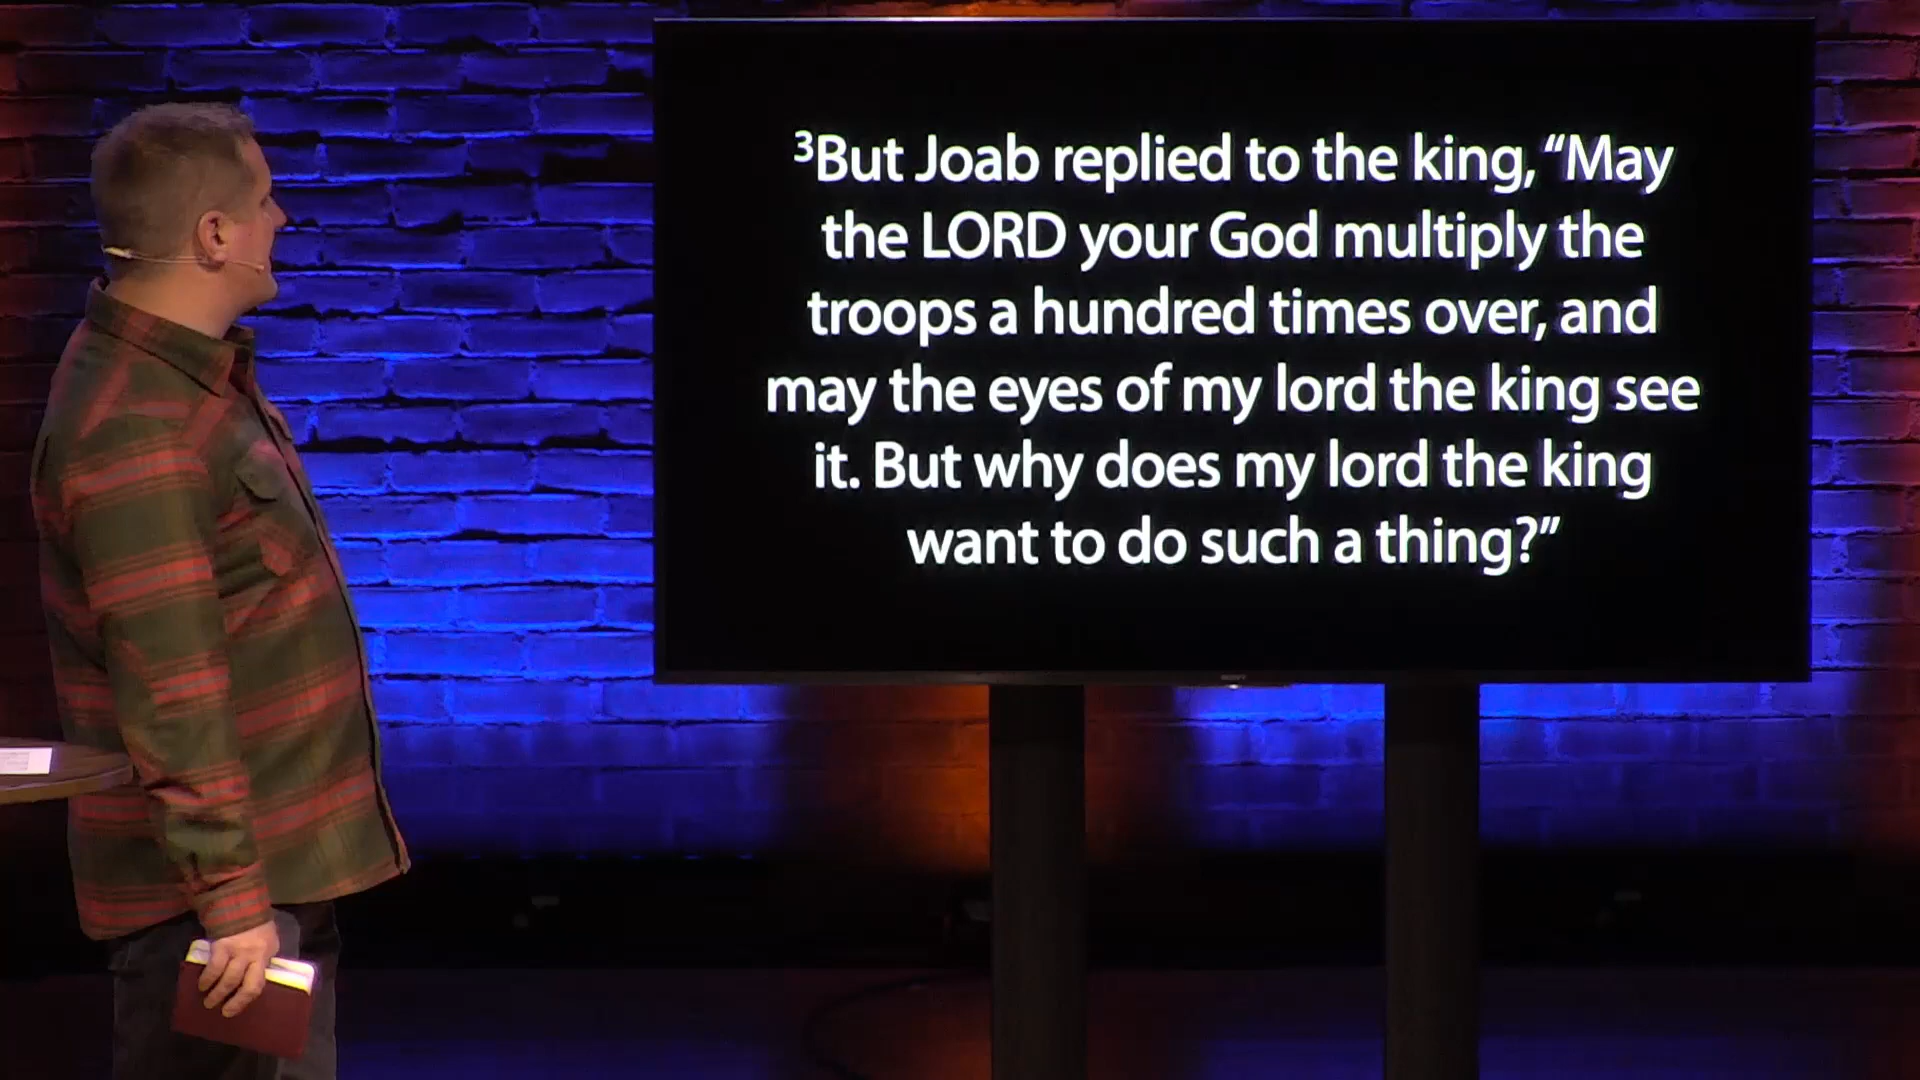 ³But Joab replied to the king, “May
the LORD your God multiply the
troops a hundred times over, and
may the eyes of my lord the king see
it. But why does my lord the king
want to do such a thing?”